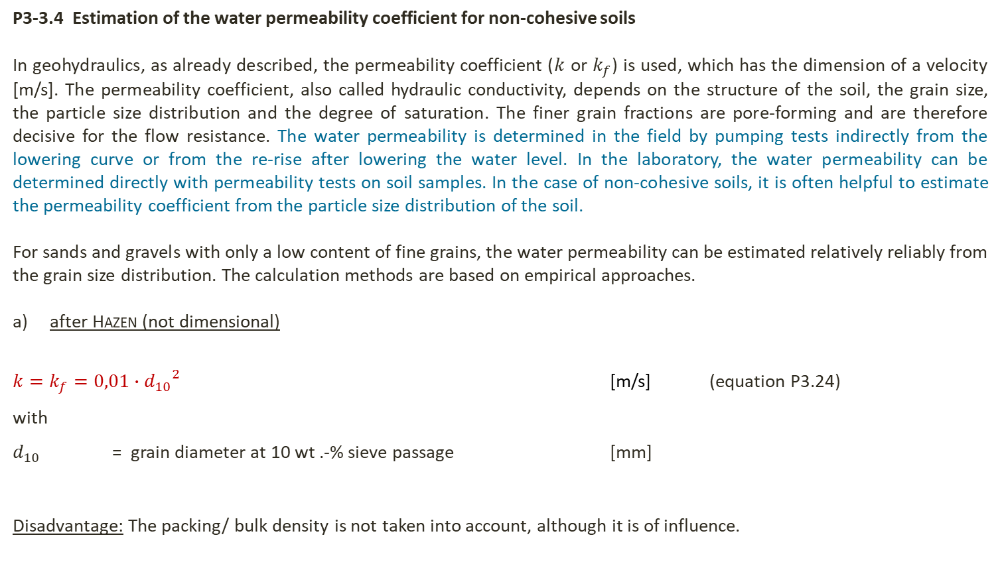 P3-3.4 Estimation of the water permeability coefficient for non-cohesive soils
In geohydraulics, as already described, the permeability coefficient (k or k_f) is used, which has the dimension of a velocity
[m/s]. The permeability coefficient, also called hydraulic conductivity, depends on the structure of the soil, the grain size,
the particle size distribution and the degree of saturation. The finer grain fractions are pore-forming and are therefore
decisive for the flow resistance. The water permeability is determined in the field by pumping tests indirectly from the
lowering curve or from the re-rise after lowering the water level. In the laboratory, the water permeability can be
determined directly with permeability tests on soil samples. In the case of non-cohesive soils, it is often helpful to estimate
the permeability coefficient from the particle size distribution of the soil.
For sands and gravels with only a low content of fine grains, the water permeability can be estimated relatively reliably from
the grain size distribution. The calculation methods are based on empirical approaches.
a) after HAZEN (not dimensional)
k = k_f = 0,01 · d_10² [m/s] (equation P3.24)
with
d_10 = grain diameter at 10 wt .-% sieve passage [mm]
Disadvantage: The packing/ bulk density is not taken into account, although it is of influence.